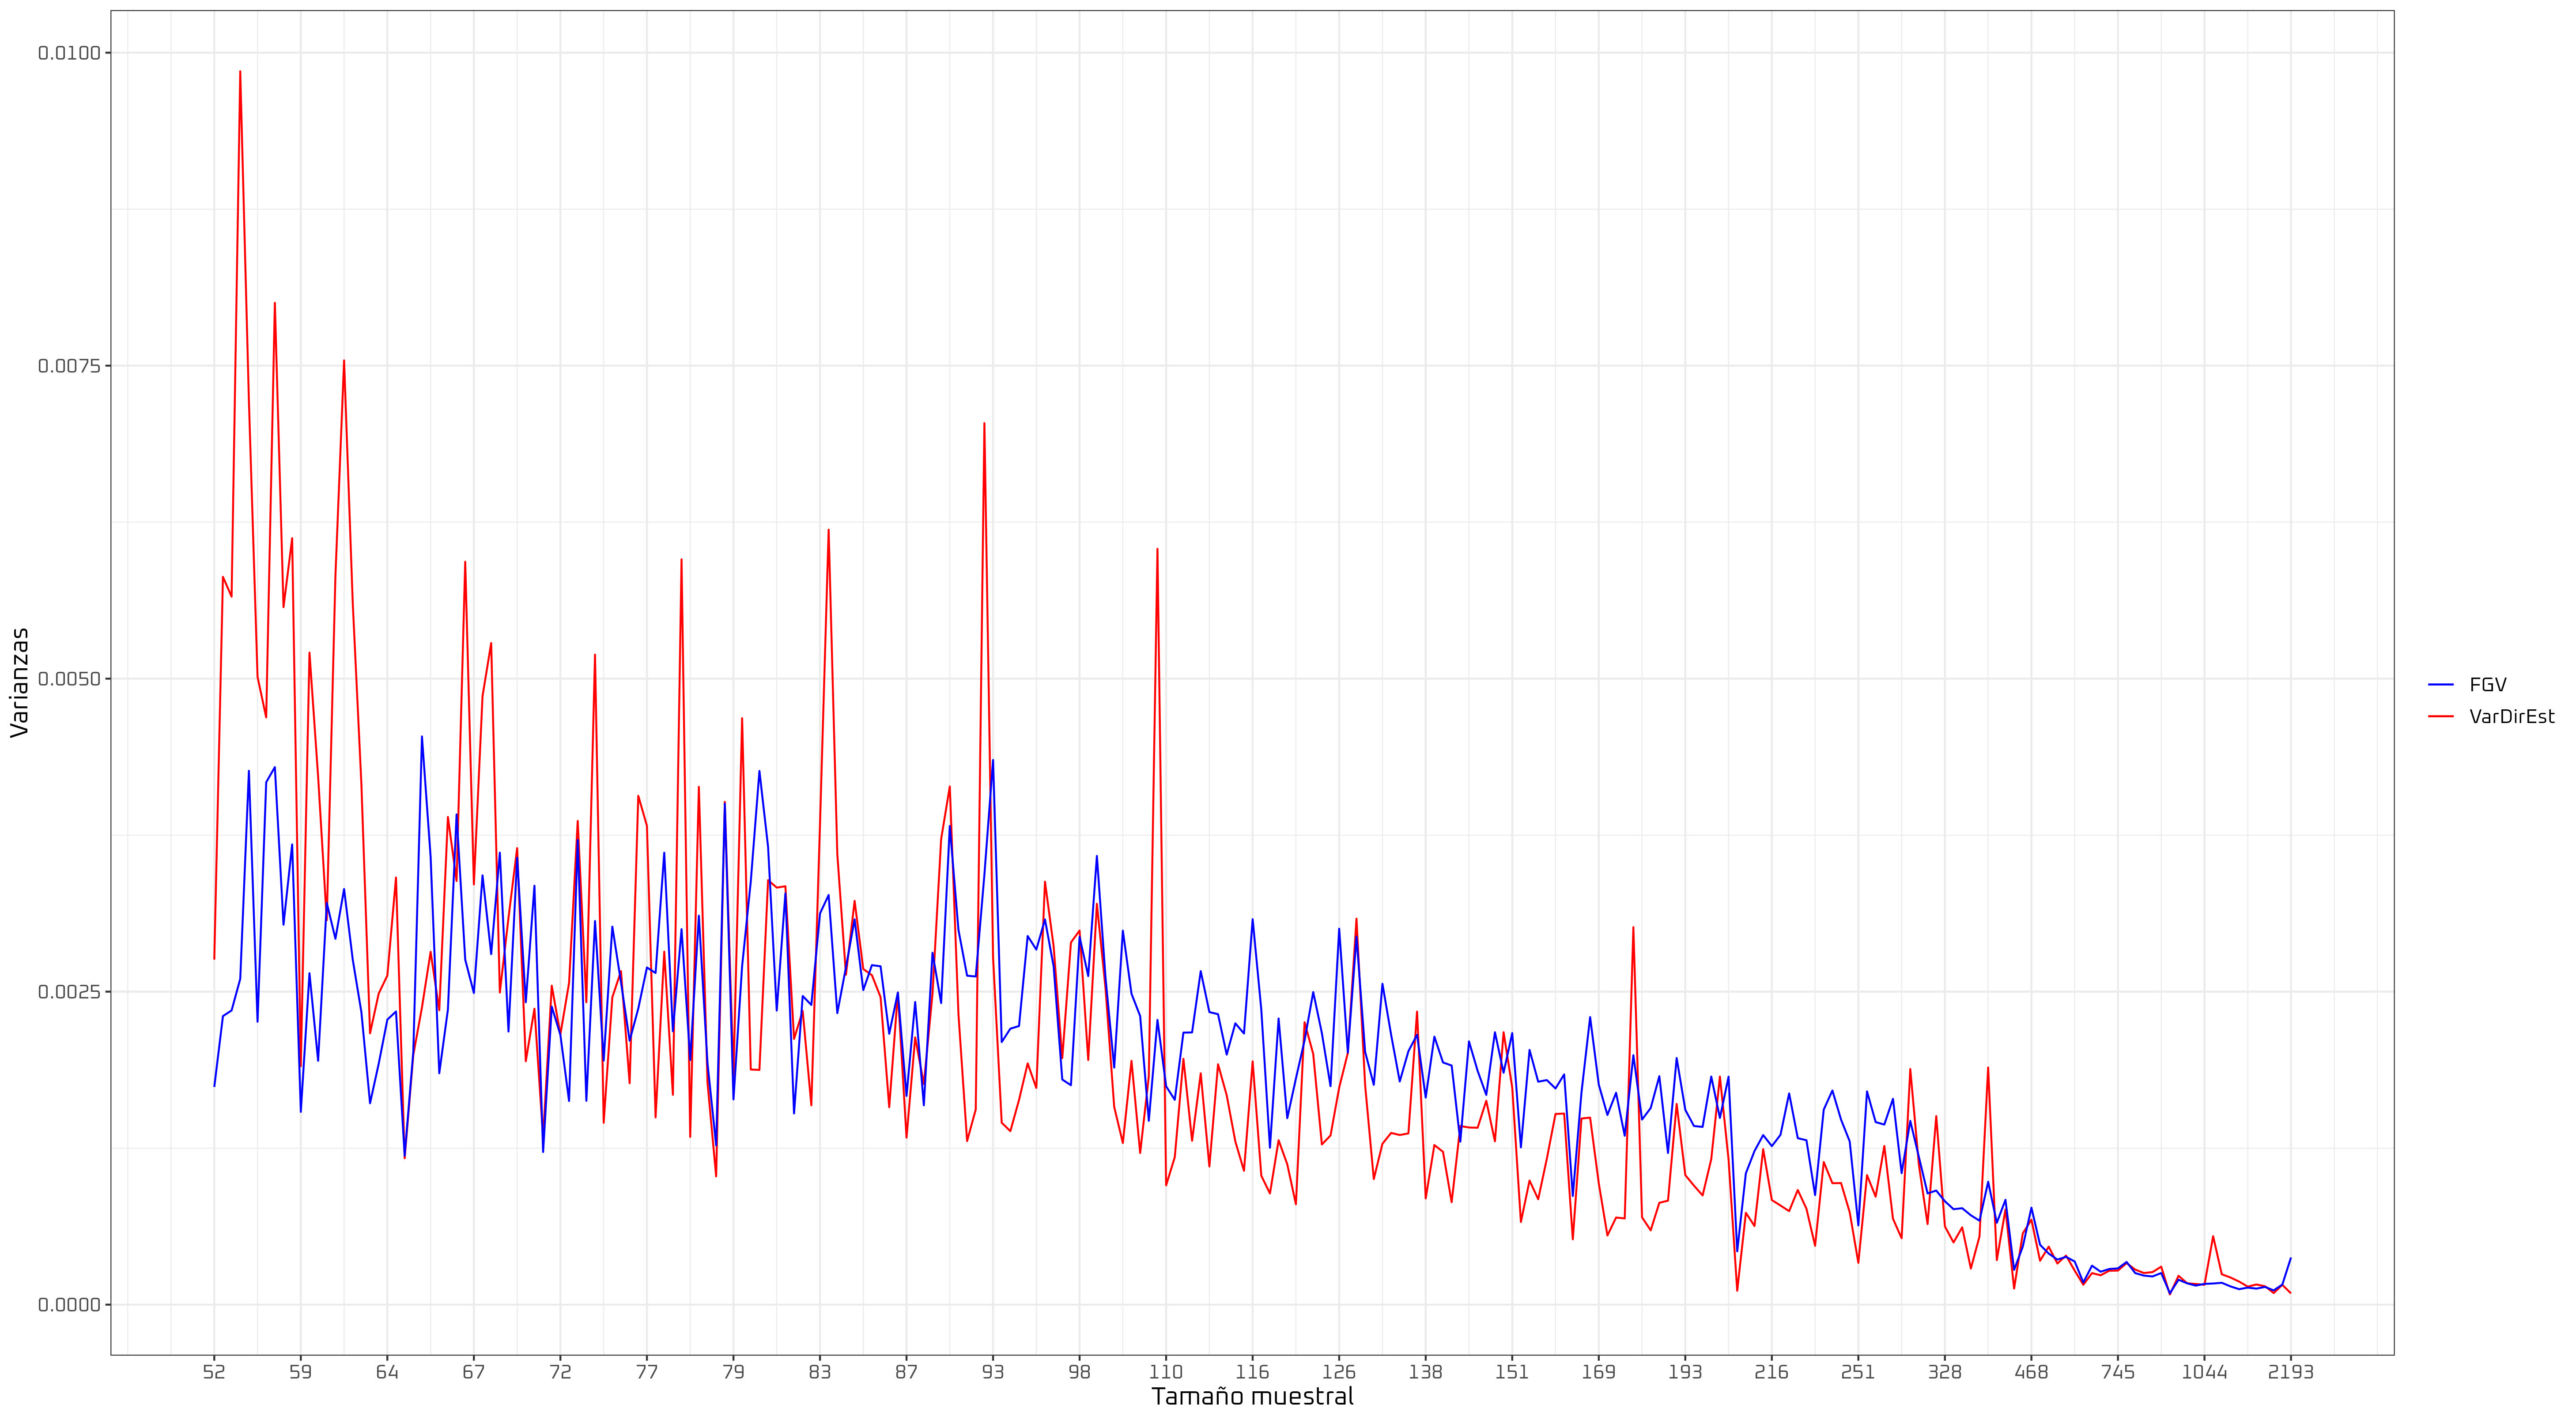 Varianzas
0.0100
0.0075
0.0050
0.0025
0.0000
52 59 64 67 72 77 79 83 87 93 98 110 116 126 138 151 169 193 216 251 328 468 745 1044 2193
Tamaño muestral
FGV
VarDirEst